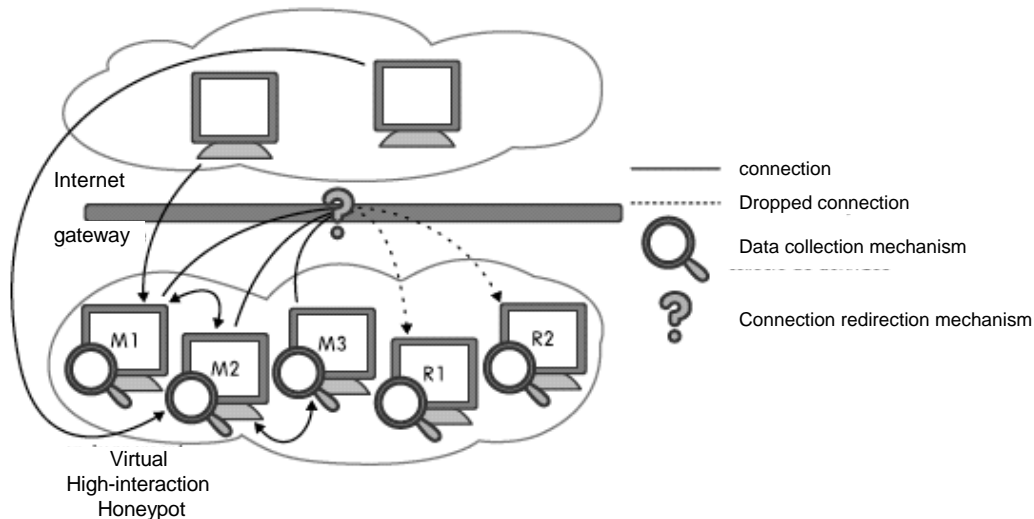 Internet
gateway
connection
Dropped connection
Data collection mechanism
Connection redirection mechanism
M1
M2
M3
R1
R2
Virtual
High-interaction
Honeypot